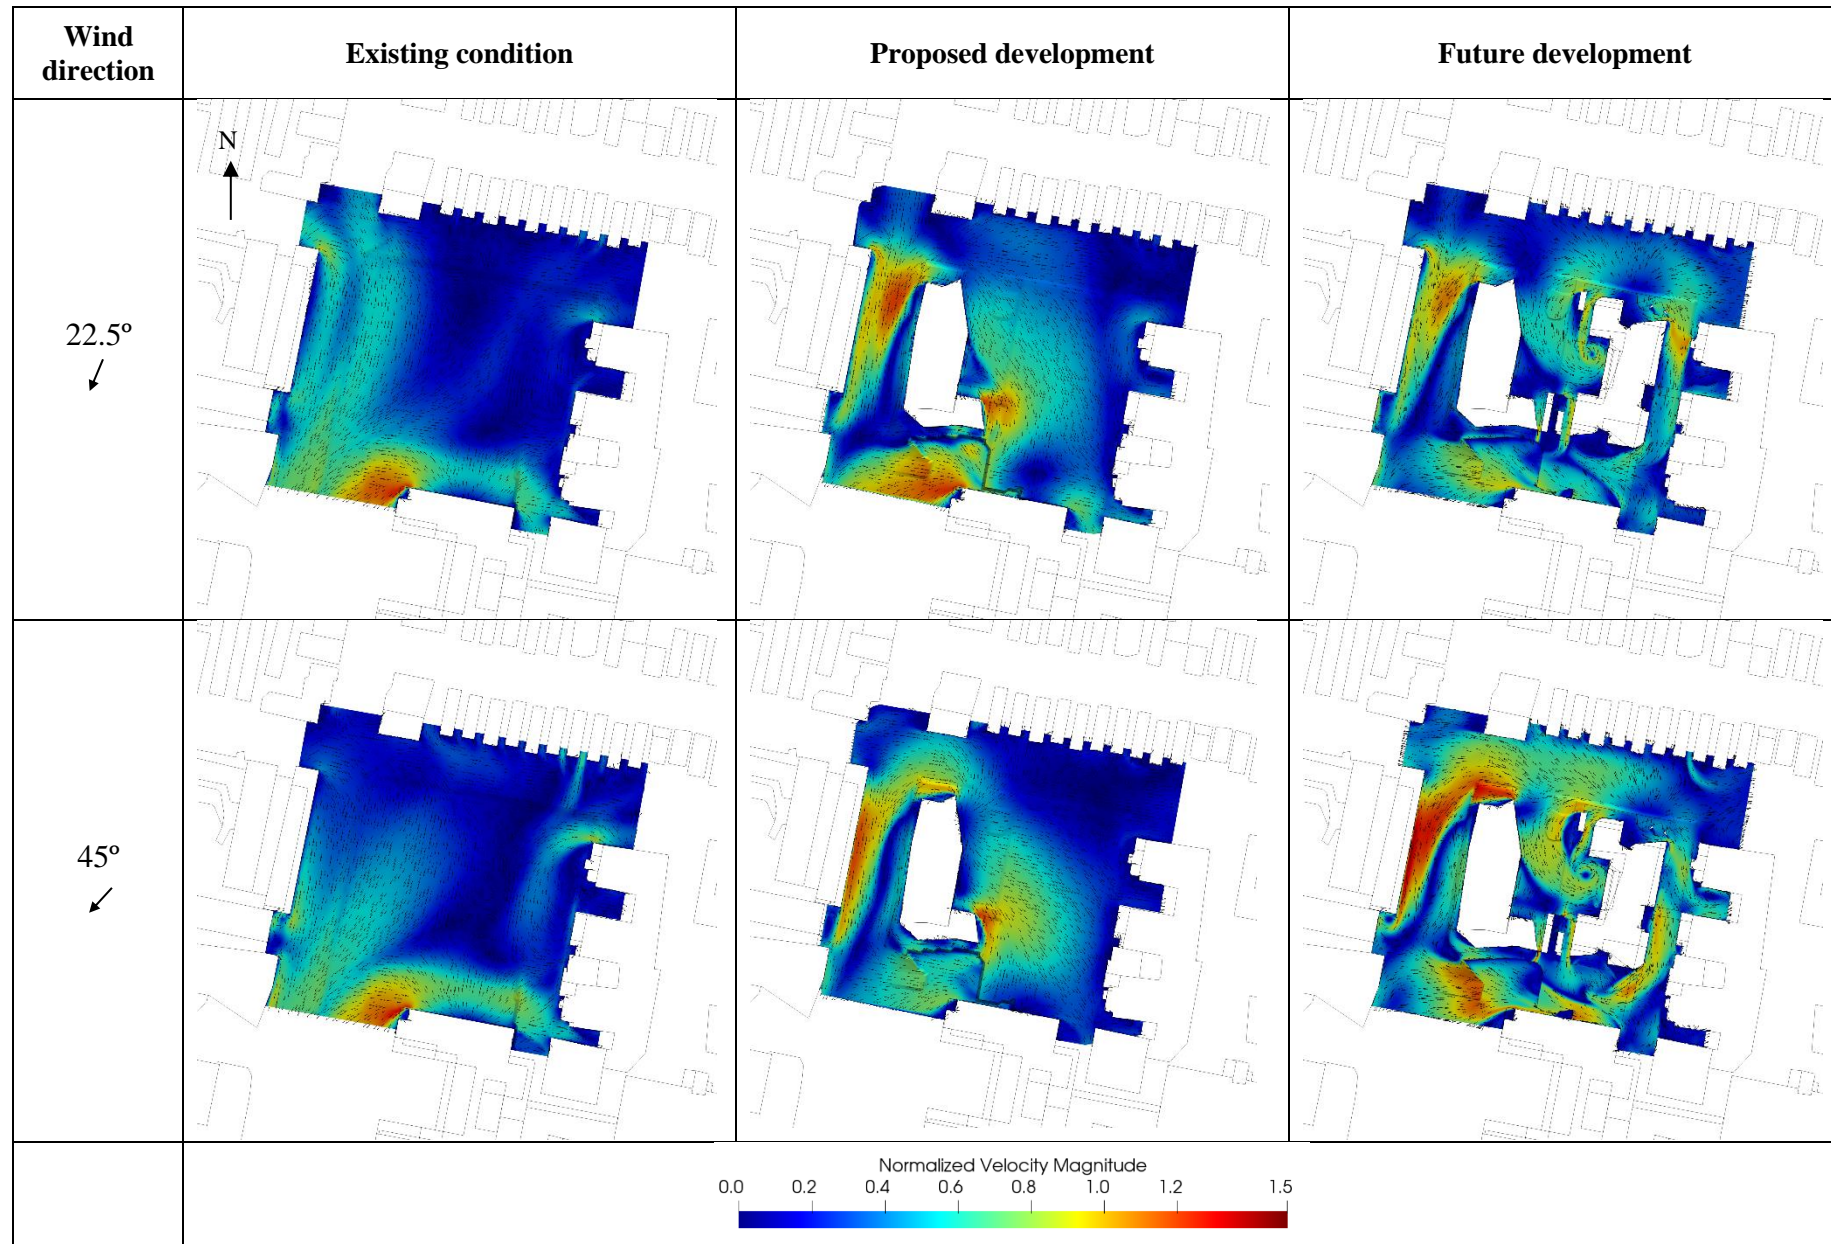 Wind direction
Existing condition
Proposed development
Future development
N
22.5º
45º
Normalized Velocity Magnitude
0.0 0.2 0.4 0.6 0.8 1.0 1.2 1.5